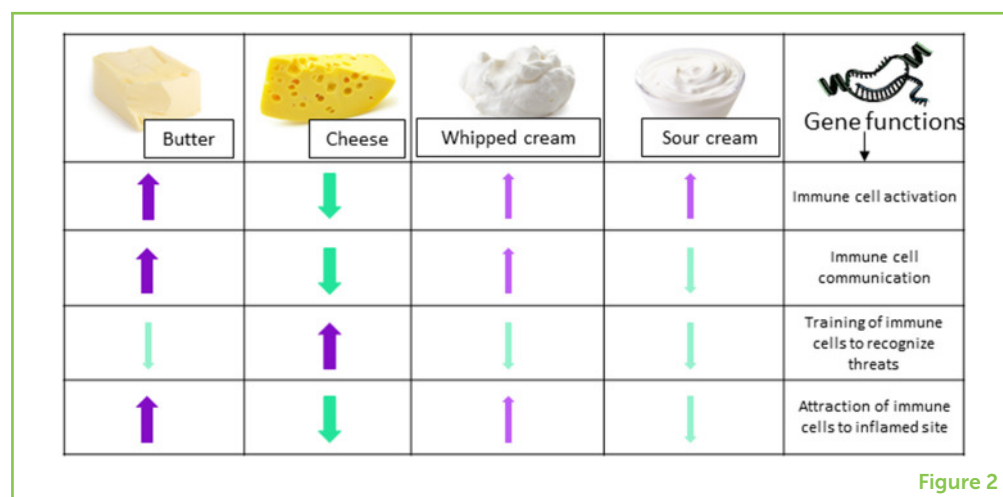 Butter
Cheese
Whipped cream
Sour cream
Gene functions
Immune cell activation
Immune cell
communication
Training of immune
cells to recognize
threats
Attraction of immune
cells to inflamed site
Figure 2